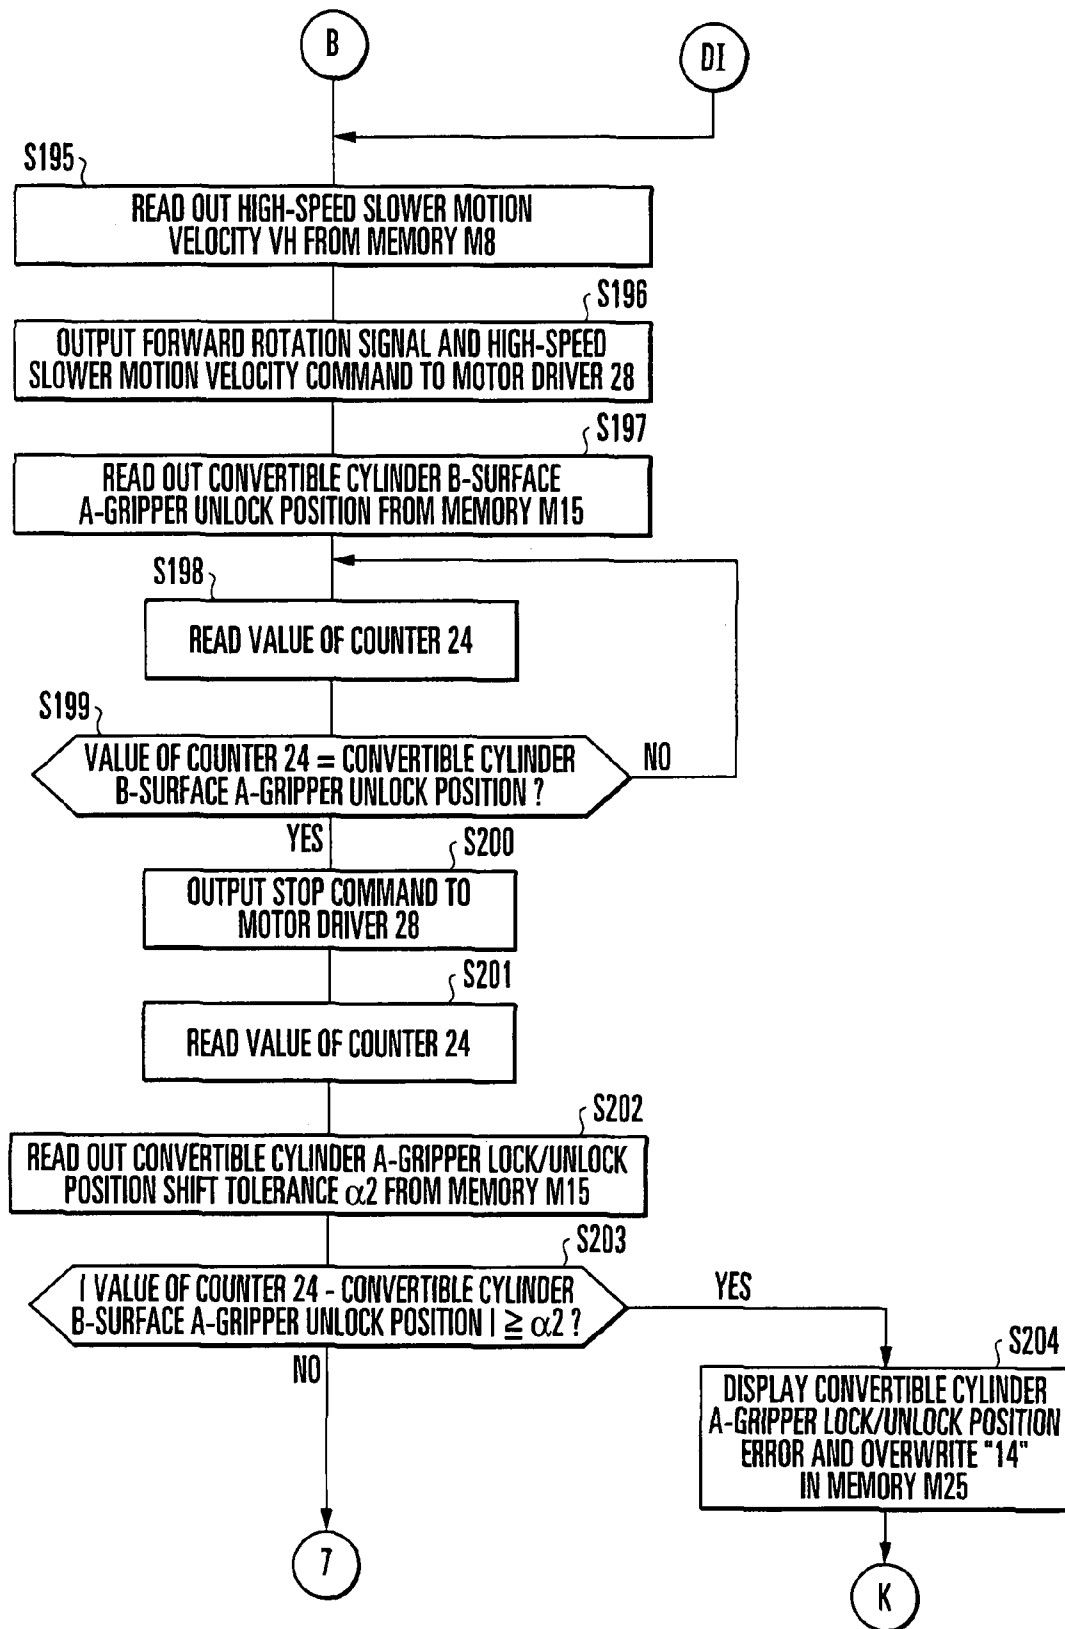 B
DI
S195
READ OUT HIGH-SPEED SLOWER MOTION
VELOCITY VH FROM MEMORY M8
S196
OUTPUT FORWARD ROTATION SIGNAL AND HIGH-SPEED
SLOWER MOTION VELOCITY COMMAND TO MOTOR DRIVER 28
S197
READ OUT CONVERTIBLE CYLINDER B-SURFACE
A-GRIPPER UNLOCK POSITION FROM MEMORY M15
S198
READ VALUE OF COUNTER 24
S199
VALUE OF COUNTER 24 = CONVERTIBLE CYLINDER
B-SURFACE A-GRIPPER UNLOCK POSITION ?
NO
YES
S200
OUTPUT STOP COMMAND TO
MOTOR DRIVER 28
S201
READ VALUE OF COUNTER 24
S202
READ OUT CONVERTIBLE CYLINDER A-GRIPPER LOCK/UNLOCK
POSITION SHIFT TOLERANCE α2 FROM MEMORY M15
S203
| VALUE OF COUNTER 24 - CONVERTIBLE CYLINDER
B-SURFACE A-GRIPPER UNLOCK POSITION | ≧ α2 ?
YES
NO
S204
DISPLAY CONVERTIBLE CYLINDER
A-GRIPPER LOCK/UNLOCK POSITION
ERROR AND OVERWRITE "14"
IN MEMORY M25
7
K